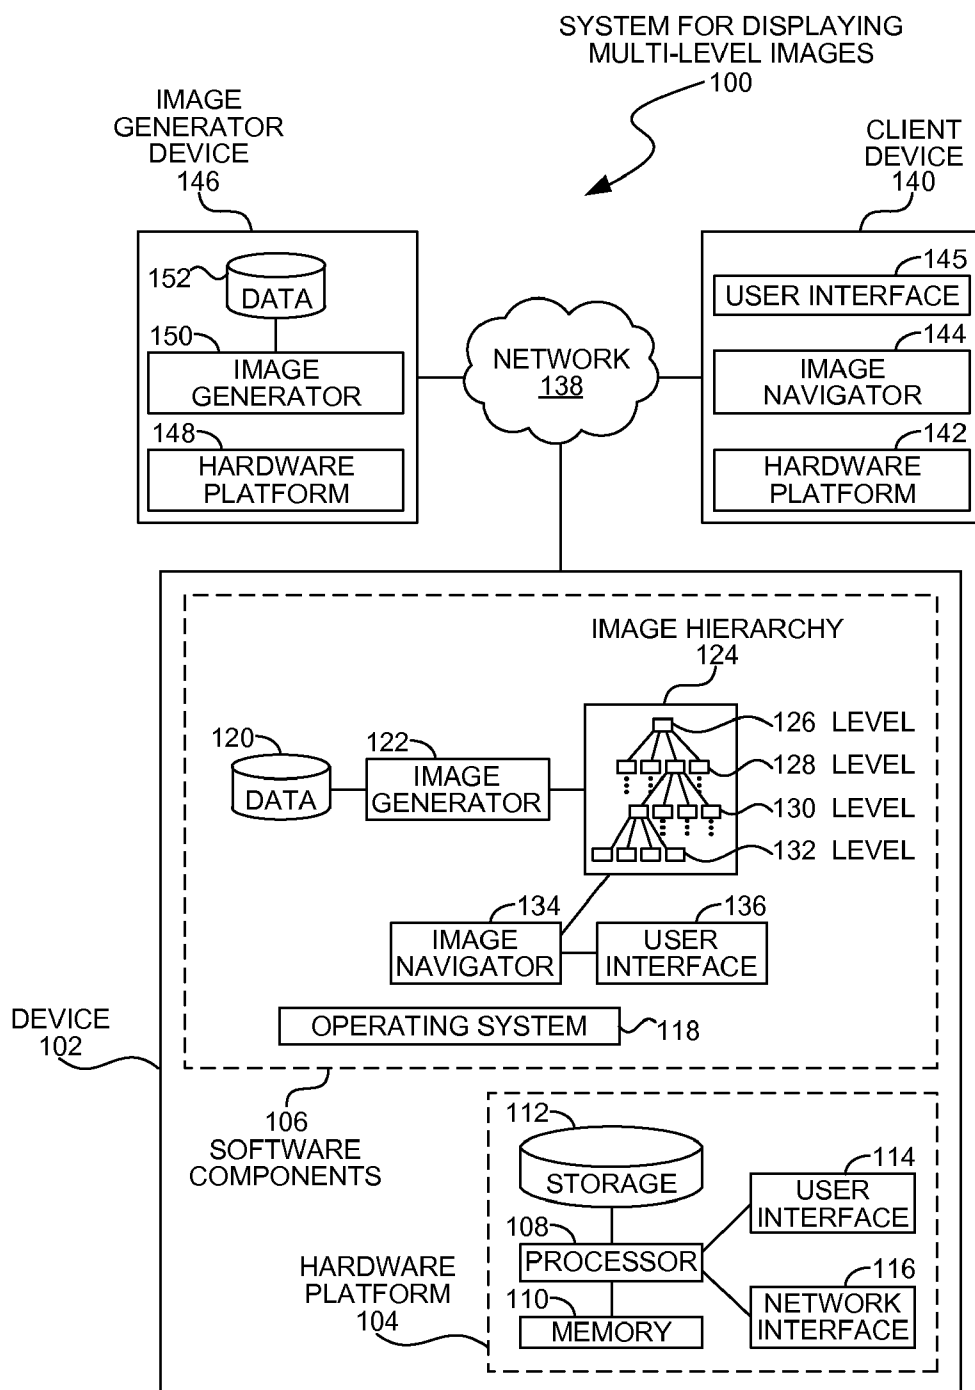 SYSTEM FOR DISPLAYING
MULTI-LEVEL IMAGES
100
IMAGE
GENERATOR
DEVICE
146
CLIENT
DEVICE
140
152
DATA
150
IMAGE
GENERATOR
148
HARDWARE
PLATFORM
NETWORK
138
145
USER INTERFACE
144
IMAGE
NAVIGATOR
142
HARDWARE
PLATFORM
IMAGE HIERARCHY
124
126 LEVEL
128 LEVEL
130 LEVEL
132 LEVEL
120
DATA
122
IMAGE
GENERATOR
134
IMAGE
NAVIGATOR
136
USER
INTERFACE
OPERATING SYSTEM
118
DEVICE
102
106
SOFTWARE
COMPONENTS
112
STORAGE
108
PROCESSOR
110
MEMORY
114
USER
INTERFACE
116
NETWORK
INTERFACE
HARDWARE
PLATFORM
104